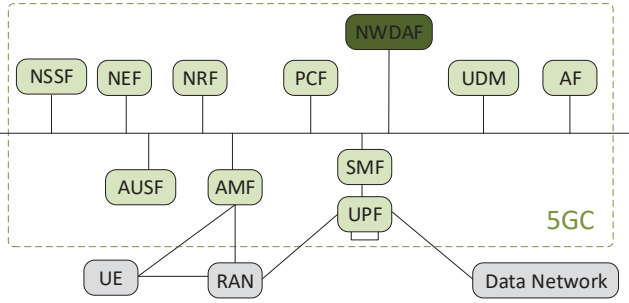 NWDAF
NSSF
NEF
NRF
PCF
UDM
AF
AUSF
AMF
SMF
UPF
5GC
UE
RAN
Data Network